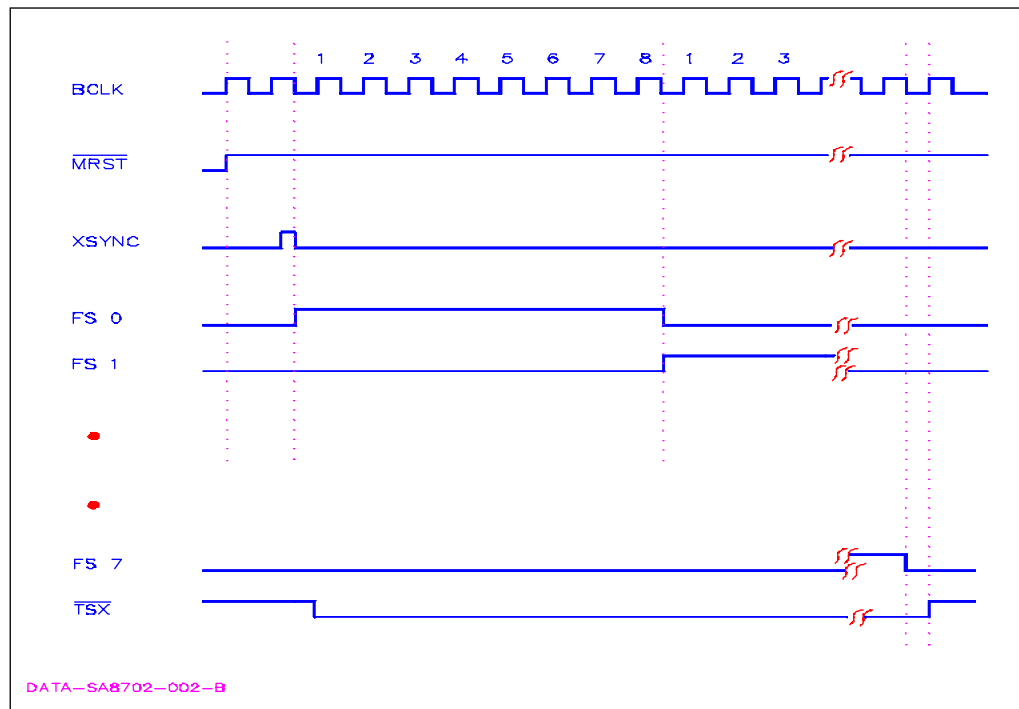 1 2 3 4 5 6 7 8 1 2 3
BCLK
MRST
XSYNC
FS 0
FS 1
FS 7
TSX
DATA-SA8702-002-B